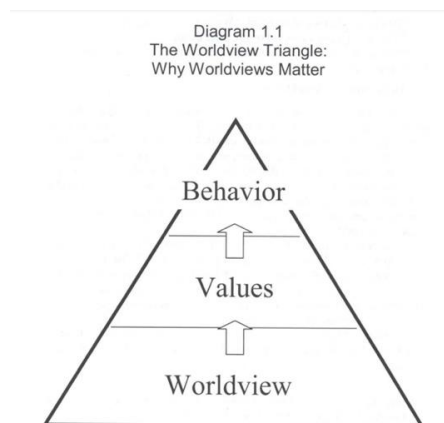 Diagram 1.1
The Worldview Triangle:
Why Worldviews Matter
Behavior
Values
Worldview